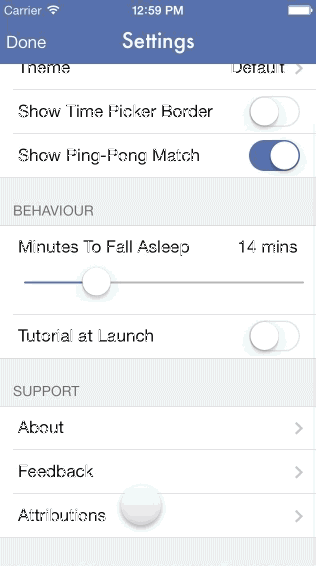 Carrier 12:59 PM
Done Settings
Theme Default
Show Time Picker Border
Show Ping-Pong Match
BEHAVIOUR
Minutes To Fall Asleep 14 mins
Tutorial at Launch
SUPPORT
About
Feedback
Attributions